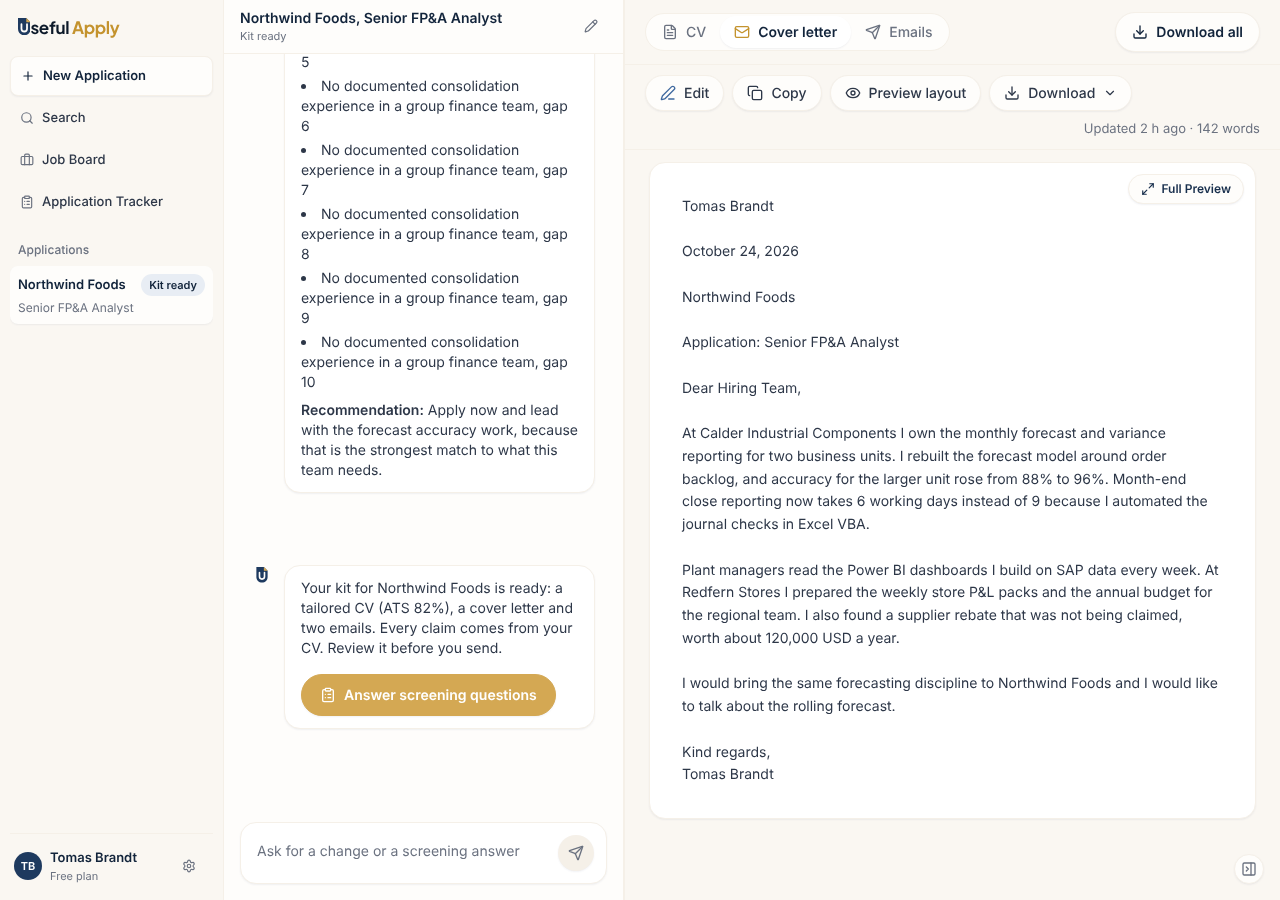 Useful Apply
New Application
Search
Job Board
Application Tracker
Applications
Northwind Foods
Kit ready
Senior FP&A Analyst
TB
Tomas Brandt
Free plan
Northwind Foods, Senior FP&A Analyst
Kit ready
5
• No documented consolidation
experience in a group finance team, gap
6
• No documented consolidation
experience in a group finance team, gap
7
• No documented consolidation
experience in a group finance team, gap
8
• No documented consolidation
experience in a group finance team, gap
9
• No documented consolidation
experience in a group finance team, gap
10
Recommendation: Apply now and lead
with the forecast accuracy work, because
that is the strongest match to what this
team needs.
Your kit for Northwind Foods is ready: a
tailored CV (ATS 82%), a cover letter and
two emails. Every claim comes from your
CV. Review it before you send.
Answer screening questions
Ask for a change or a screening answer
CV
Cover letter
Emails
Download all
Edit
Copy
Preview layout
Download
Updated 2 h ago · 142 words
Full Preview
Tomas Brandt
October 24, 2026
Northwind Foods
Application: Senior FP&A Analyst
Dear Hiring Team,
At Calder Industrial Components I own the monthly forecast and variance
reporting for two business units. I rebuilt the forecast model around order
backlog, and accuracy for the larger unit rose from 88% to 96%. Month-end
close reporting now takes 6 working days instead of 9 because I automated the
journal checks in Excel VBA.
Plant managers read the Power BI dashboards I build on SAP data every week. At
Redfern Stores I prepared the weekly store P&L packs and the annual budget for
the regional team. I also found a supplier rebate that was not being claimed,
worth about 120,000 USD a year.
I would bring the same forecasting discipline to Northwind Foods and I would like
to talk about the rolling forecast.
Kind regards,
Tomas Brandt